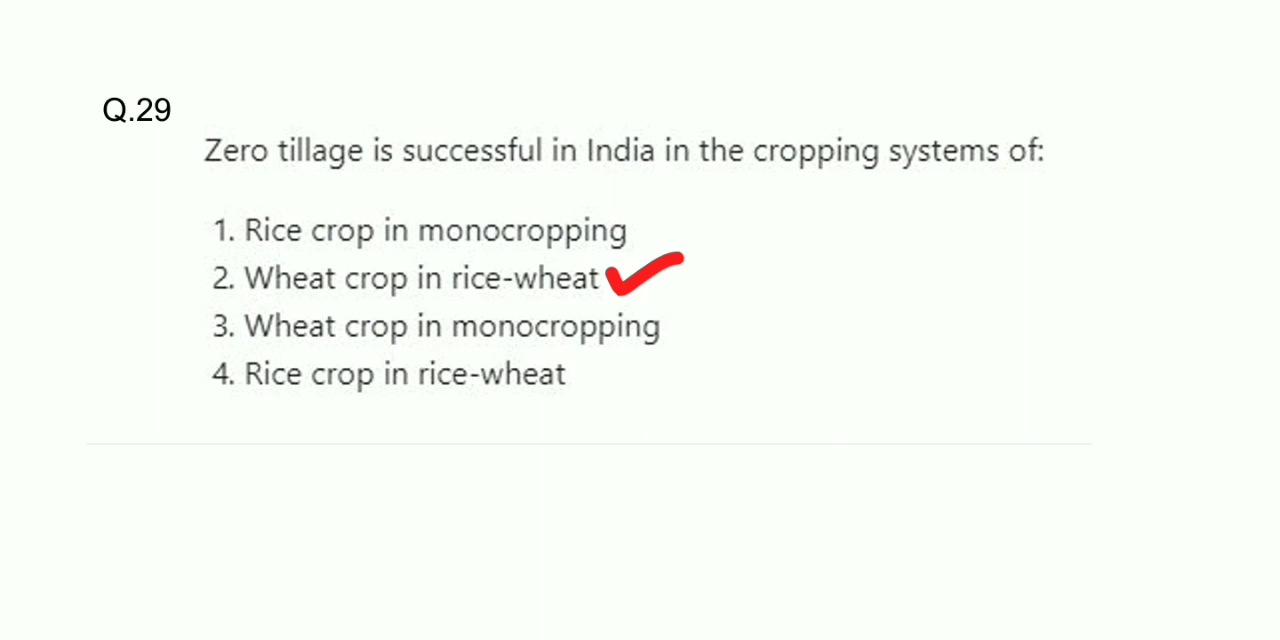 Q.29
Zero tillage is successful in India in the cropping systems of:
1. Rice crop in monocropping
2. Wheat crop in rice-wheat
3. Wheat crop in monocropping
4. Rice crop in rice-wheat